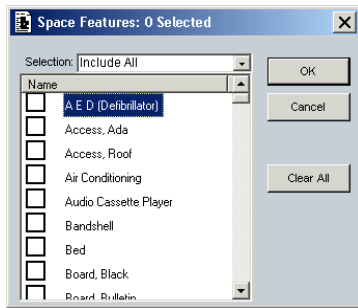 Space Features: 0 Selected
Selection: Include All
OK
Name
A E D (Defibrillator)
Cancel
Access, Ada
Access, Roof
Air Conditioning
Clear All
Audio Cassette Player
Bandshell
Bed
Board, Black
Board, Bulletin